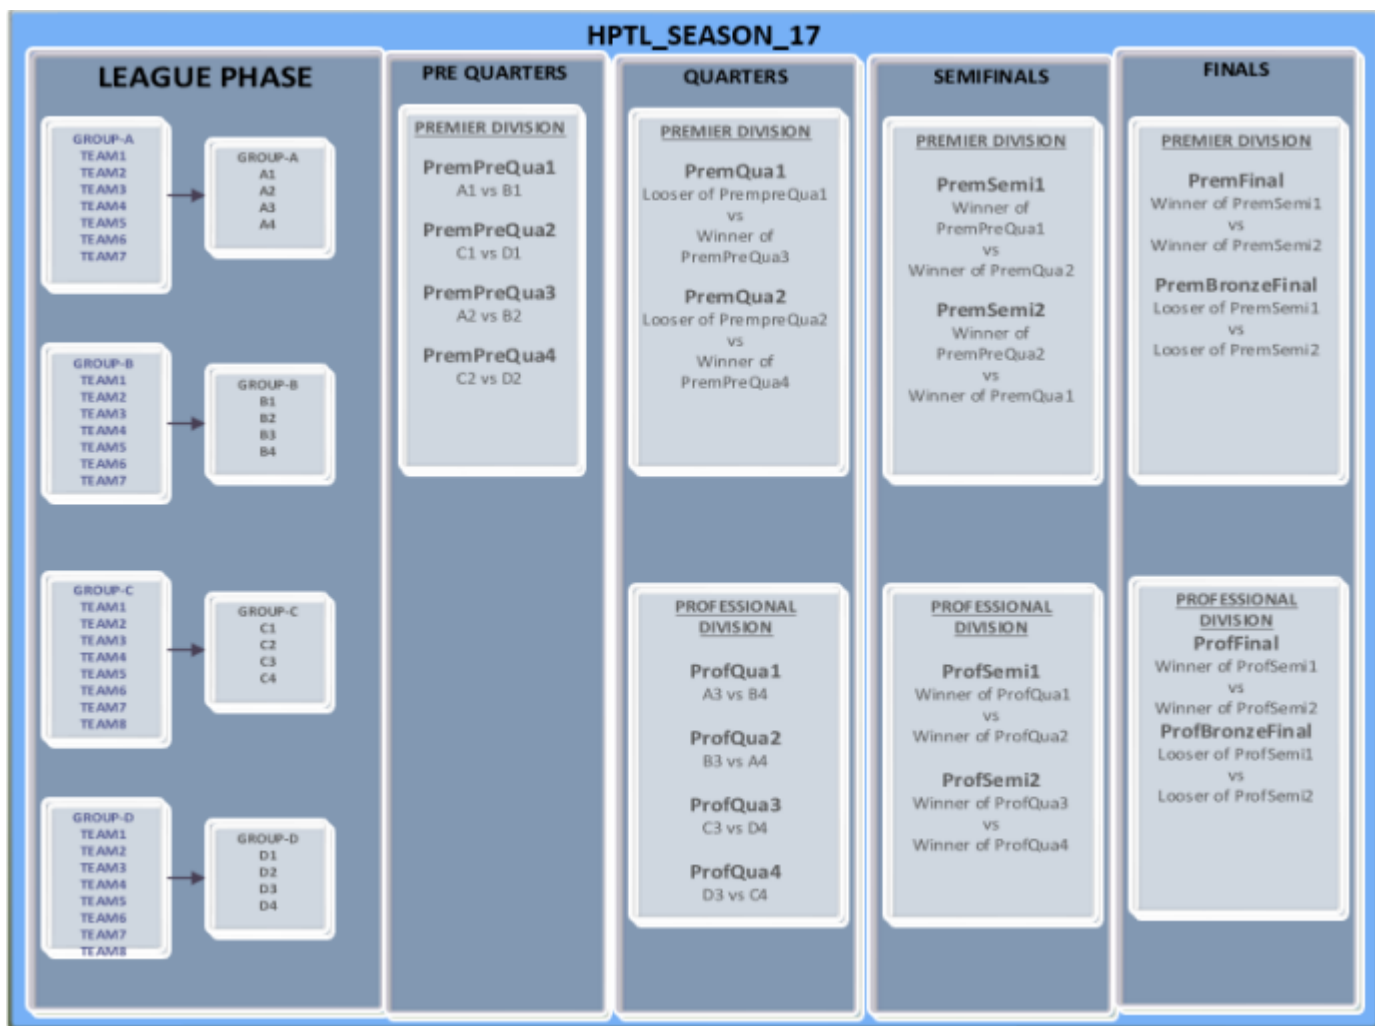 HPTL_SEASON_17
LEAGUE PHASE
GROUP-A
TEAM1
TEAM2
TEAM3
TEAM4
TEAM5
TEAM6
TEAM7
GROUP-A
A1
A2
A3
A4
GROUP-B
TEAM1
TEAM2
TEAM3
TEAM4
TEAM5
TEAM6
TEAM7
GROUP-B
B1
B2
B3
B4
GROUP-C
TEAM1
TEAM2
TEAM3
TEAM4
TEAM5
TEAM6
TEAM7
TEAM8
GROUP-C
C1
C2
C3
C4
GROUP-D
TEAM1
TEAM2
TEAM3
TEAM4
TEAM5
TEAM6
TEAM7
TEAM8
GROUP-D
D1
D2
D3
D4
PRE QUARTERS
PREMIER DIVISION
PremPreQua1
A1 vs B1
PremPreQua2
C1 vs D1
PremPreQua3
A2 vs B2
PremPreQua4
C2 vs D2
QUARTERS
PREMIER DIVISION
PremQua1
Looser of PrempreQua1
vs
Winner of
PremPreQua3
PremQua2
Looser of PrempreQua2
vs
Winner of
PremPreQua4
PROFESSIONAL
DIVISION
ProfQua1
A3 vs B4
ProfQua2
B3 vs A4
ProfQua3
C3 vs D4
ProfQua4
D3 vs C4
SEMIFINALS
PREMIER DIVISION
PremSemi1
Winner of
PremPreQua1
vs
Winner of PremQua2
PremSemi2
Winner of
PremPreQua2
vs
Winner of PremQua1
PROFESSIONAL
DIVISION
ProfSemi1
Winner of ProfQua1
vs
Winner of ProfQua2
ProfSemi2
Winner of ProfQua3
vs
Winner of ProfQua4
FINALS
PREMIER DIVISION
PremFinal
Winner of PremSemi1
vs
Winner of PremSemi2
PremBronzeFinal
Looser of PremSemi1
vs
Looser of PremSemi2
PROFESSIONAL
DIVISION
ProfFinal
Winner of ProfSemi1
vs
Winner of ProfSemi2
ProfBronzeFinal
Looser of ProfSemi1
vs
Looser of ProfSemi2